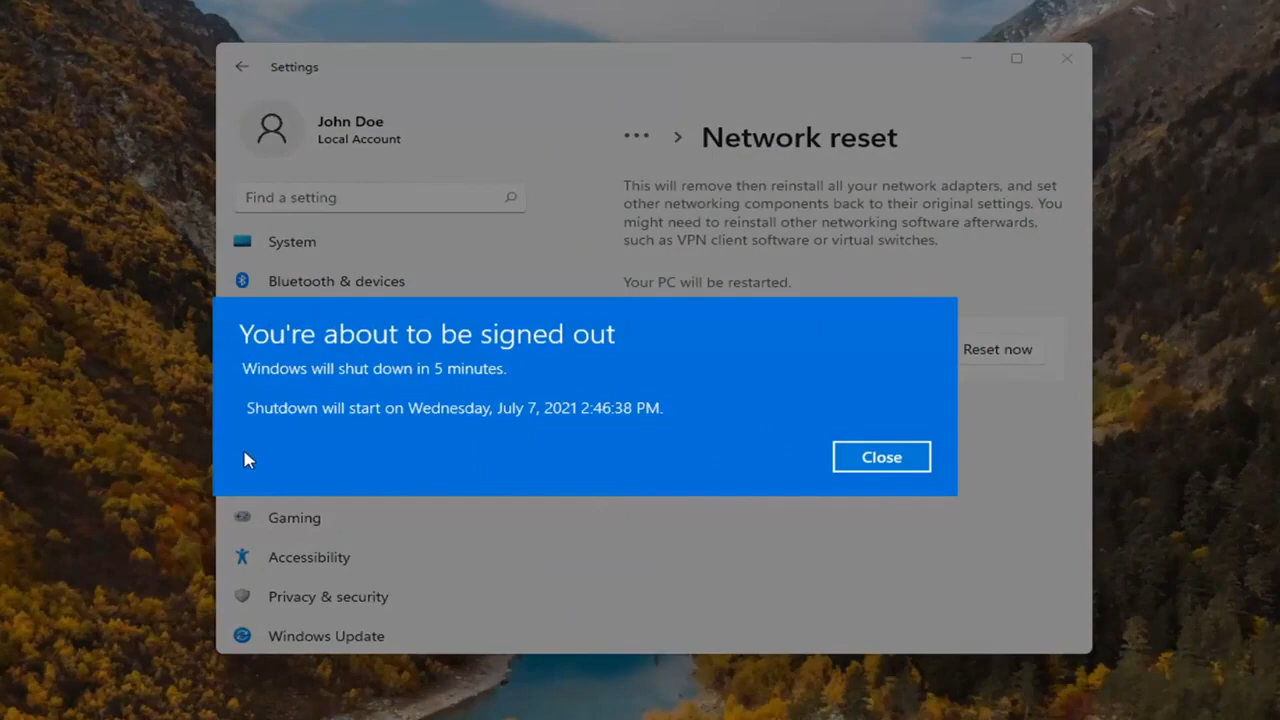 Settings
John Doe
Local Account
Find a setting
System
Bluetooth & devices
••• > Network reset
This will remove then reinstall all your network adapters, and set
other networking components back to their original settings. You
might need to reinstall other networking software afterwards,
such as VPN client software or virtual switches.
Your PC will be restarted.
Reset now
You're about to be signed out
Windows will shut down in 5 minutes.
Shutdown will start on Wednesday, July 7, 2021 2:46:38 PM.
Close
Gaming
Accessibility
Privacy & security
Windows Update